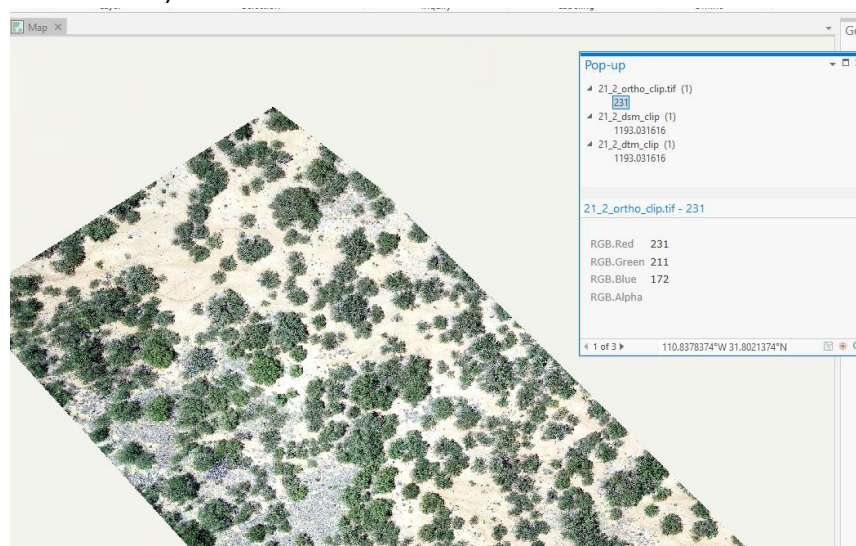 Map
Pop-up
21_2_ortho_clip.tif (1)
231
21_2_dsm_clip (1)
1193.031616
21_2_dtm_clip (1)
1193.031616
21_2_ortho_clip.tif - 231
RGB.Red 231
RGB.Green 211
RGB.Blue 172
RGB.Alpha
1 of 3
110.8378374°W 31.8021374°N